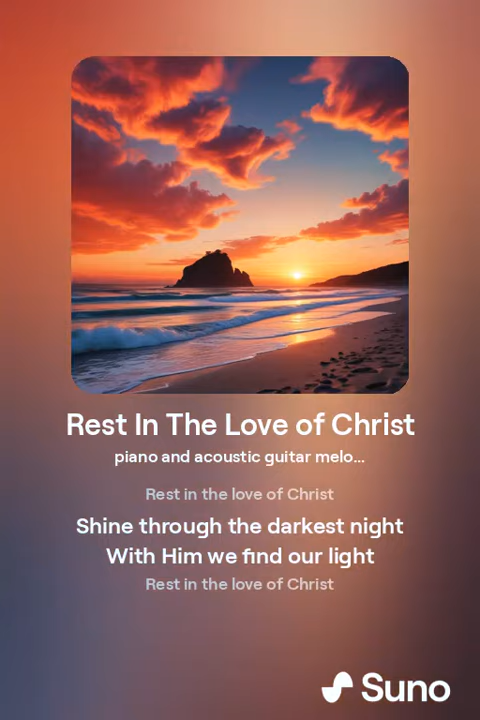 Rest In The Love of Christ
piano and acoustic guitar melo...
Rest in the love of Christ
Shine through the darkest night
With Him we find our light
Rest in the love of Christ
Suno